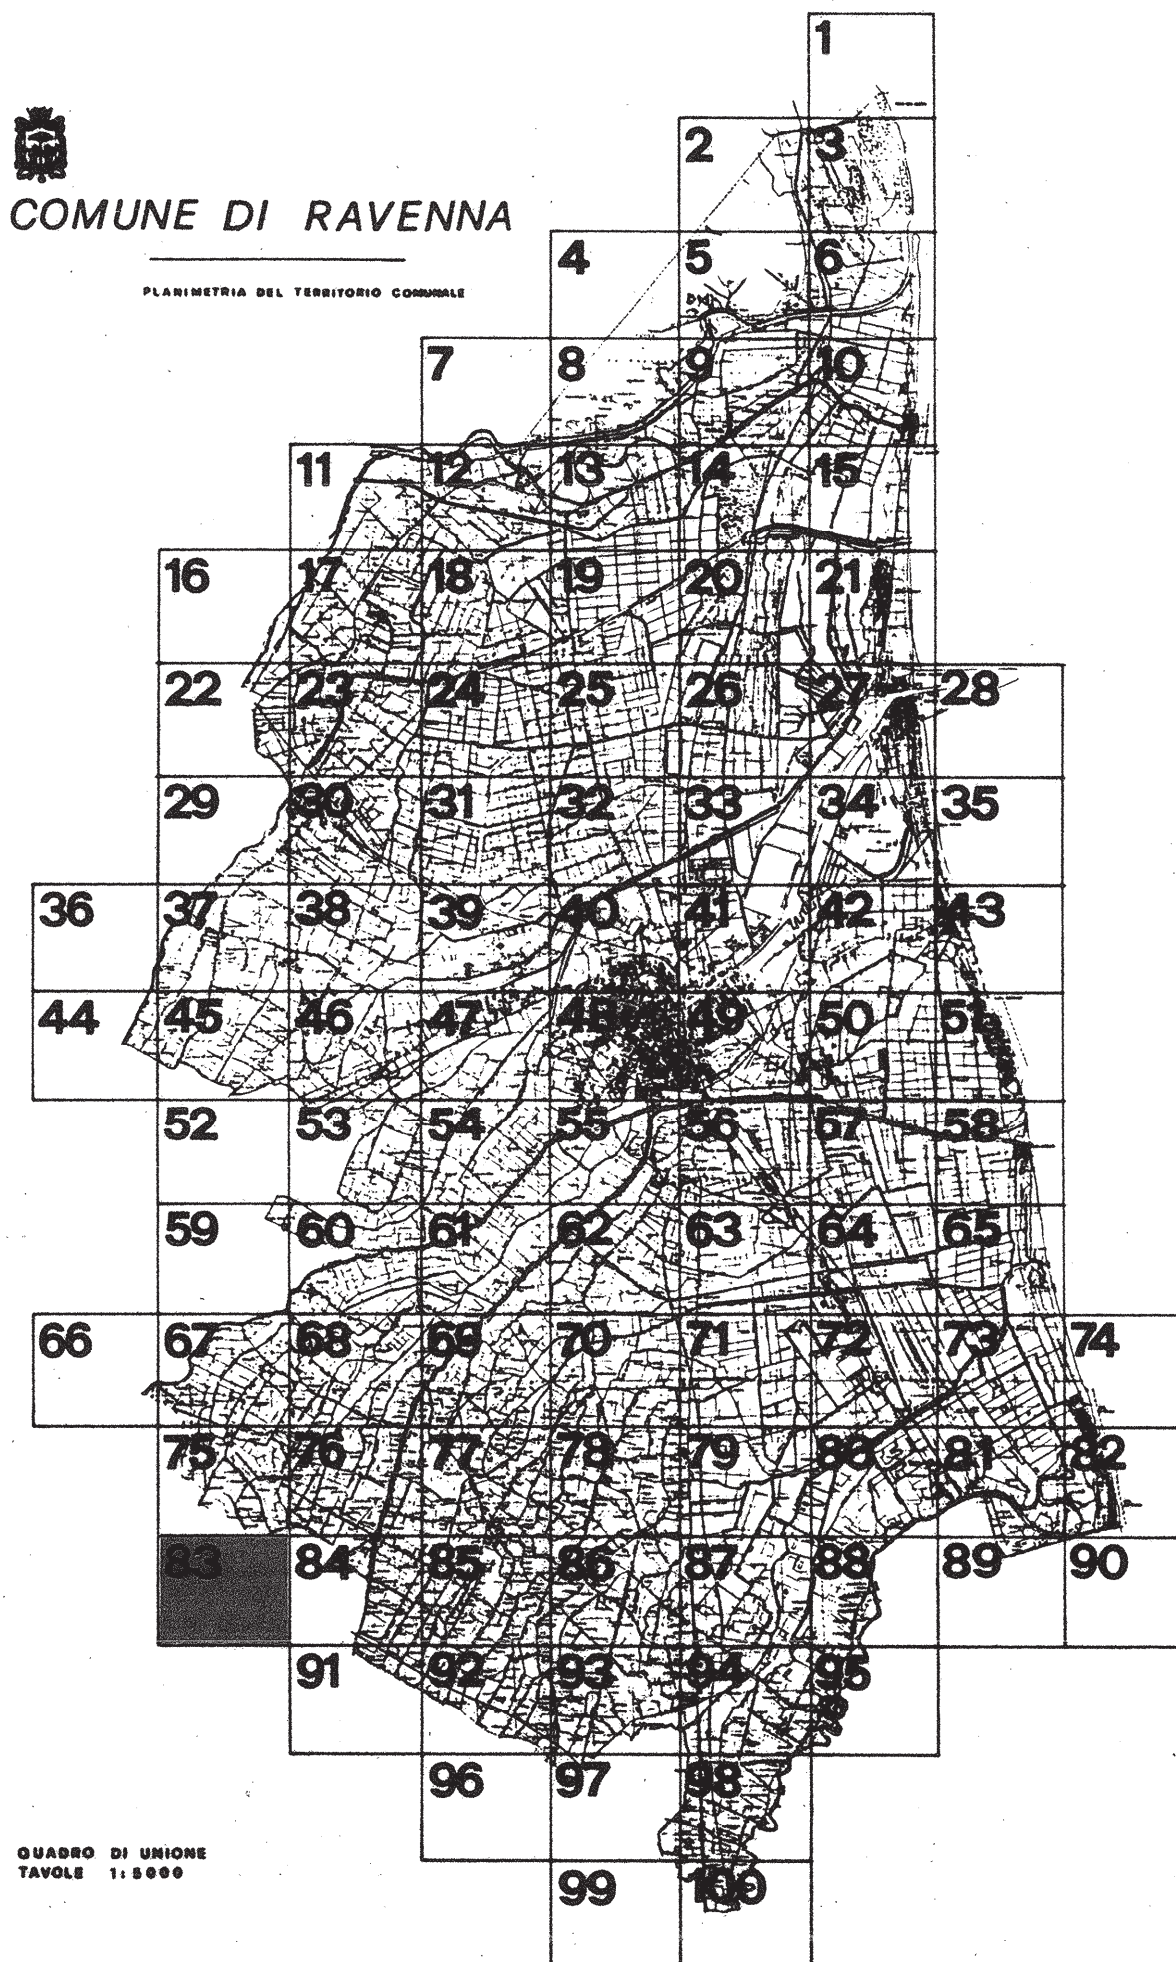 1
2 3
COMUNE DI RAVENNA
4 5 6
PLANIMETRIA DEL TERRITORIO COMUNALE
7 8 9 10
11 12 13 14 15
16 17 18 19 20 21
22 23 24 25 26 27 28
29 30 31 32 33 34 35
36 37 38 39 40 41 42 43
44 45 46 47 48 49 50 51
52 53 54 55 56 57 58
59 60 61 62 63 64 65
66 67 68 69 70 71 72 73 74
75 76 77 78 79 80 81 82
83 84 85 86 87 88 89 90
91 92 93 94 95
96 97 98
QUADRO DI UNIONE
TAVOLE 1:5000
99 100